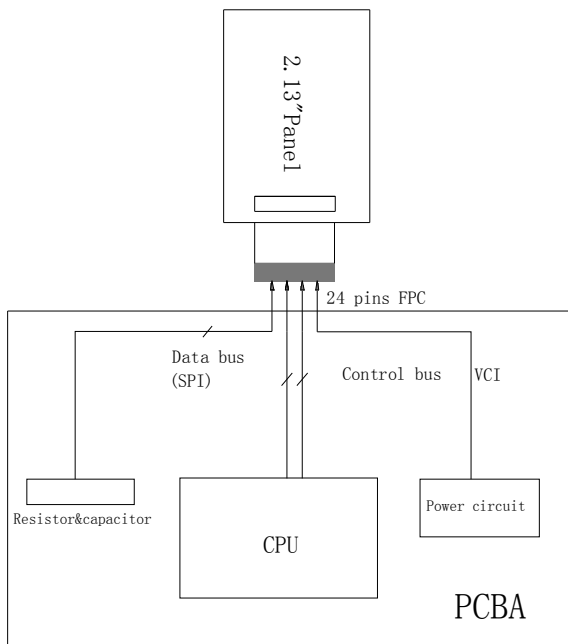 2.13"Panel
24 pins FPC
Data bus
(SPI)
Control bus
VCI
Resistor&capacitor
CPU
Power circuit
PCBA